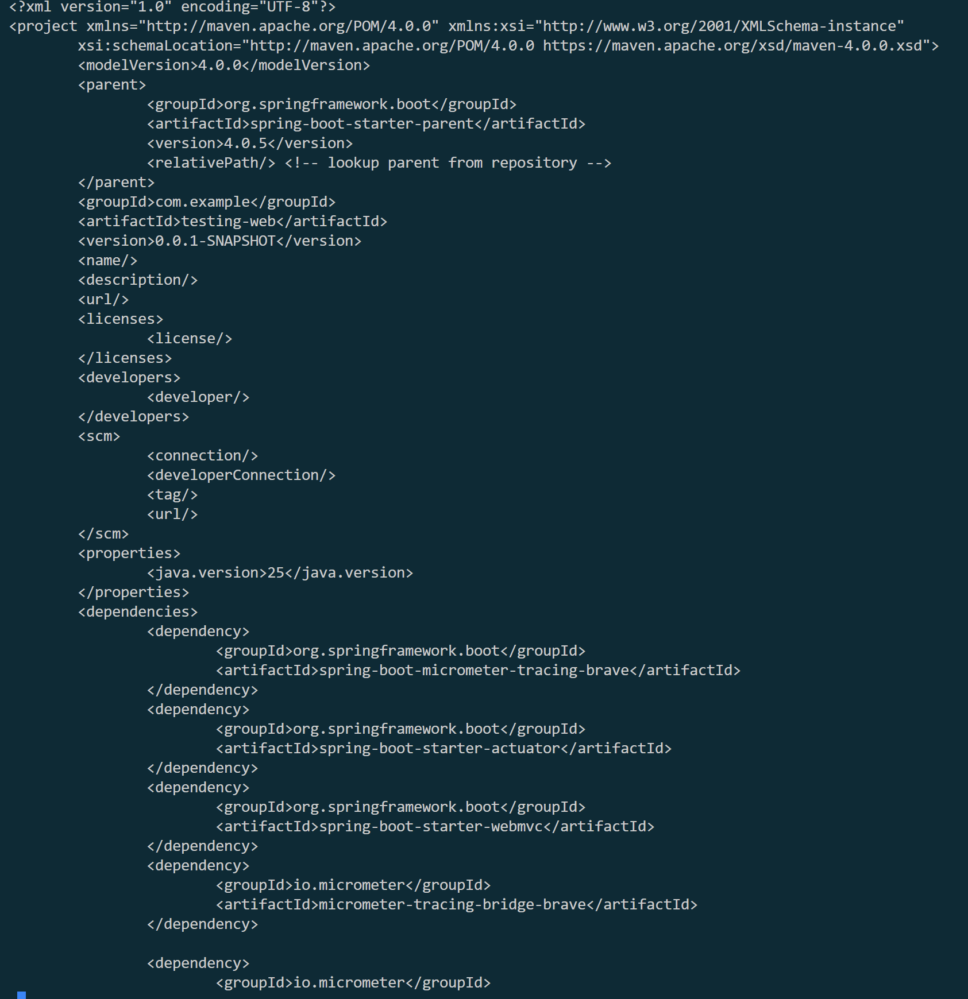 <?xml version="1.0" encoding="UTF-8"?>
<project xmlns="http://maven.apache.org/POM/4.0.0" xmlns:xsi="http://www.w3.org/2001/XMLSchema-instance"
        xsi:schemaLocation="http://maven.apache.org/POM/4.0.0 https://maven.apache.org/xsd/maven-4.0.0.xsd">
        <modelVersion>4.0.0</modelVersion>
        <parent>
                <groupId>org.springframework.boot</groupId>
                <artifactId>spring-boot-starter-parent</artifactId>
                <version>4.0.5</version>
                <relativePath/> <!-- lookup parent from repository -->
        </parent>
        <groupId>com.example</groupId>
        <artifactId>testing-web</artifactId>
        <version>0.0.1-SNAPSHOT</version>
        <name/>
        <description/>
        <url/>
        <licenses>
                <license/>
        </licenses>
        <developers>
                <developer/>
        </developers>
        <scm>
                <connection/>
                <developerConnection/>
                <tag/>
                <url/>
        </scm>
        <properties>
                <java.version>25</java.version>
        </properties>
        <dependencies>
                <dependency>
                        <groupId>org.springframework.boot</groupId>
                        <artifactId>spring-boot-micrometer-tracing-brave</artifactId>
                </dependency>
                <dependency>
                        <groupId>org.springframework.boot</groupId>
                        <artifactId>spring-boot-starter-actuator</artifactId>
                </dependency>
                <dependency>
                        <groupId>org.springframework.boot</groupId>
                        <artifactId>spring-boot-starter-webmvc</artifactId>
                </dependency>
                <dependency>
                        <groupId>io.micrometer</groupId>
                        <artifactId>micrometer-tracing-bridge-brave</artifactId>
                </dependency>

                <dependency>
                        <groupId>io.micrometer</groupId>